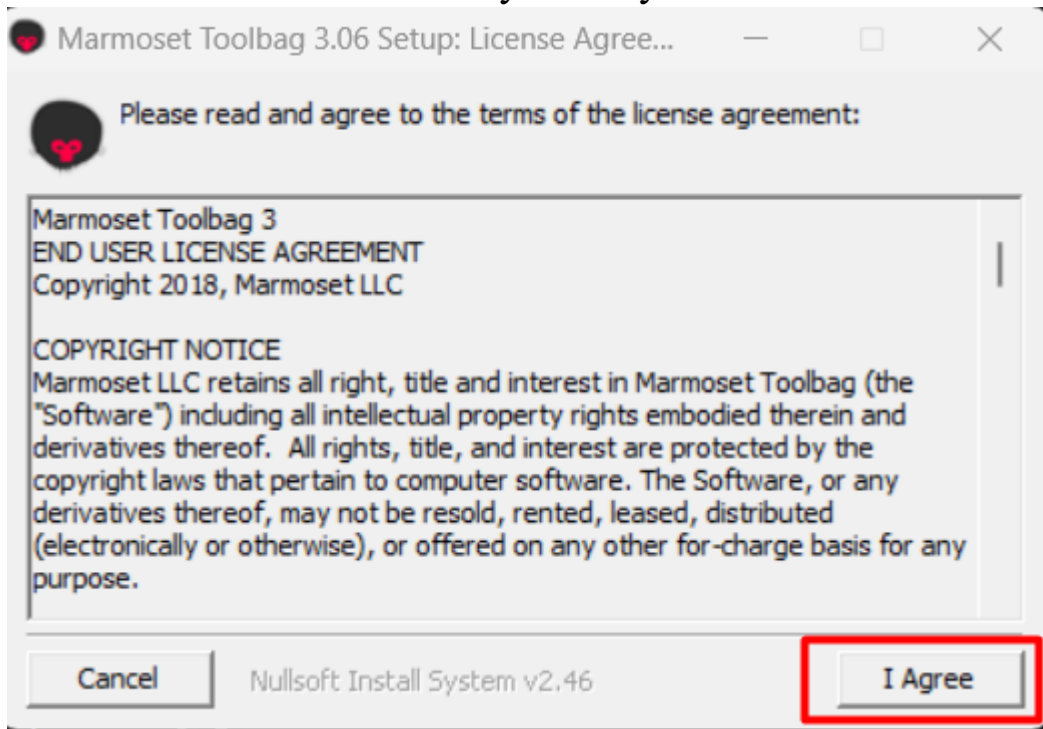 Marmoset Toolbag 3.06 Setup: License Agree...
Please read and agree to the terms of the license agreement:
Marmoset Toolbag 3
END USER LICENSE AGREEMENT
Copyright 2018, Marmoset LLC
COPYRIGHT NOTICE
Marmoset LLC retains all right, title and interest in Marmoset Toolbag (the
"Software") including all intellectual property rights embodied therein and
derivatives thereof.  All rights, title, and interest are protected by the
copyright laws that pertain to computer software. The Software, or any
derivatives thereof, may not be resold, rented, leased, distributed
(electronically or otherwise), or offered on any other for-charge basis for any
purpose.
Cancel
Nullsoft Install System v2.46
I Agree